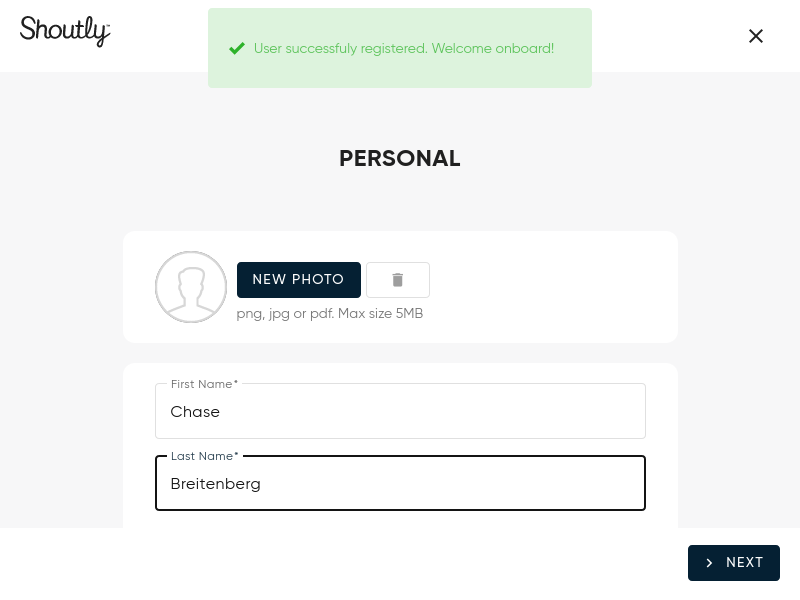 Shoutly™
User successfuly registered. Welcome onboard!
PERSONAL
NEW PHOTO
png, jpg or pdf. Max size 5MB
First Name*
Chase
Last Name*
Breitenberg
NEXT